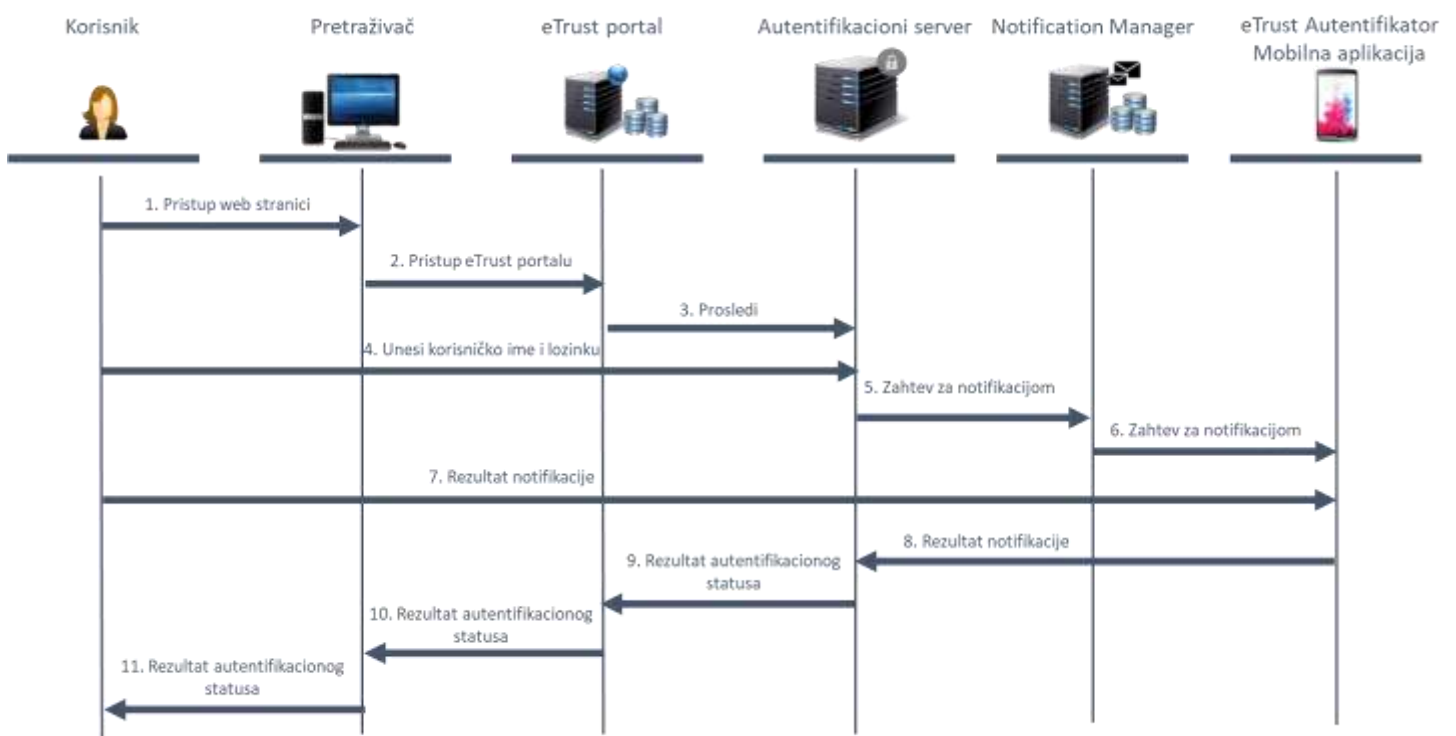 Korisnik
Pretraživač
eTrust portal
Autentifikacioni server
Notification Manager
eTrust Autentifikator
Mobilna aplikacija
1. Pristup web stranici
2. Pristup eTrust portalu
3. Prosledi
4. Unesi korisničko ime i lozinku
5. Zahtev za notifikacijom
6. Zahtev za notifikacijom
7. Rezultat notifikacije
8. Rezultat notifikacije
9. Rezultat autentifikacionog
statusa
10. Rezultat autentifikacionog
statusa
11. Rezultat autentifikacionog
statusa